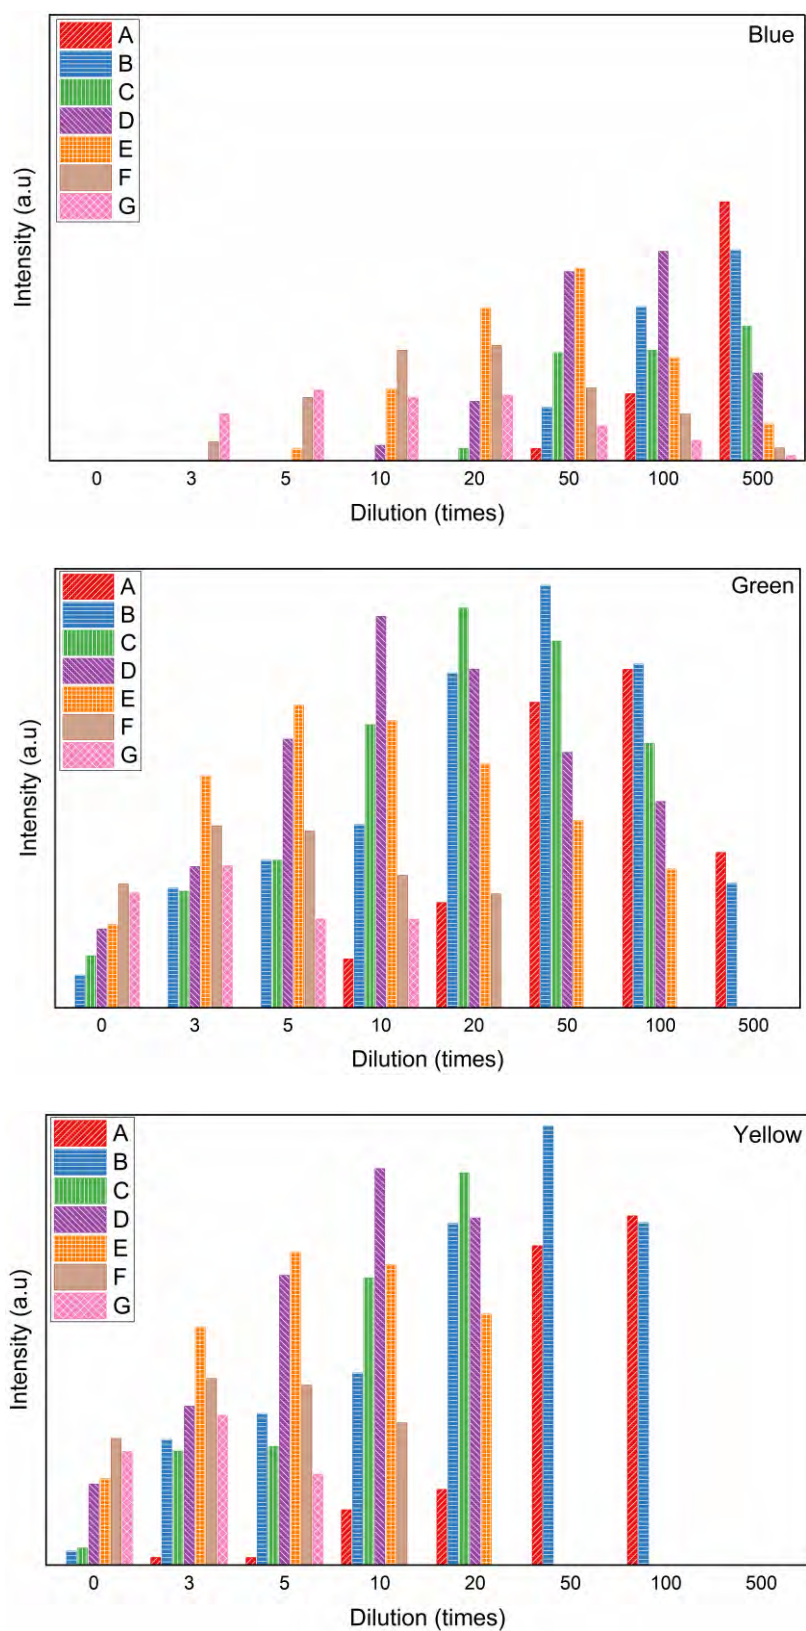 Blue
A
B
C
D
E
F
G
Intensity (a.u)
0 3 5 10 20 50 100 500
Dilution (times)
Green
A
B
C
D
E
F
G
Intensity (a.u)
0 3 5 10 20 50 100 500
Dilution (times)
Yellow
A
B
C
D
E
F
G
Intensity (a.u)
0 3 5 10 20 50 100 500
Dilution (times)